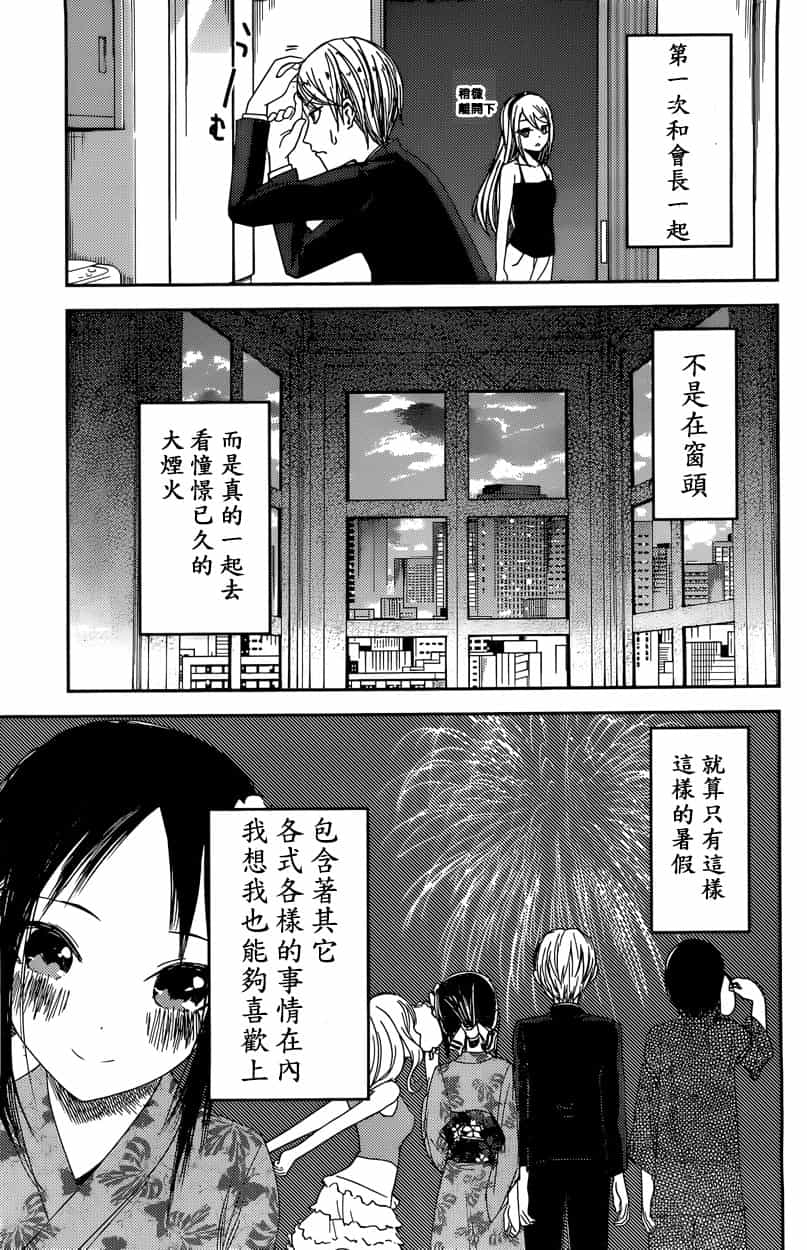 第一次和會長一起
稍微
離開下
う〜む
不是在窗頭
而是真的一起去
看憧憬已久的
大煙火
就算只有這樣
這樣的暑假
包含著其它
各式各樣的事情在內
我想我也能夠喜歡上